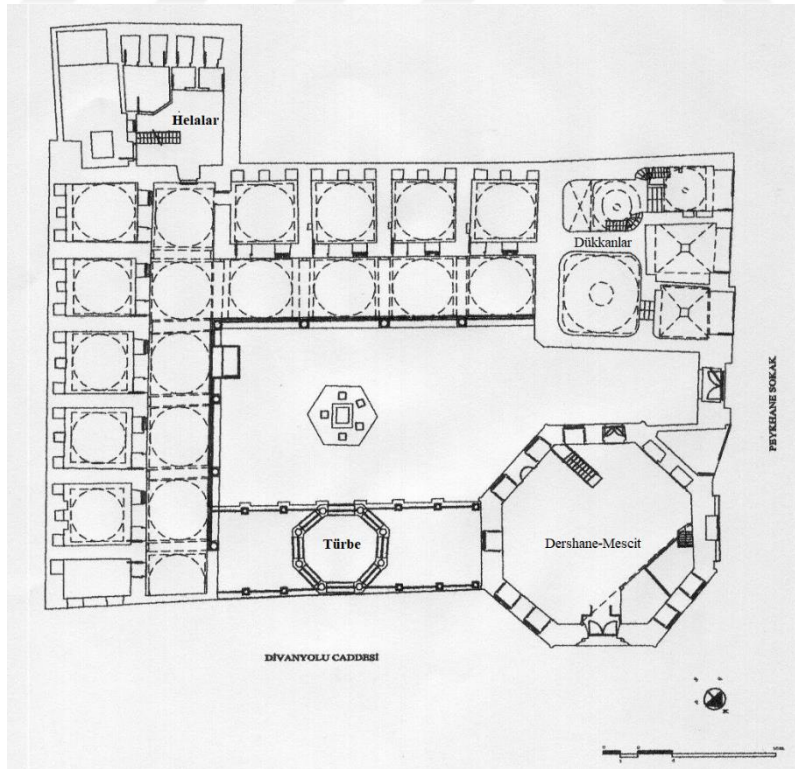 Helalar
Dükkanlar
PEYKHANE SOKAK
Türbe
Dershane-Mescit
DİVANYOLU CADDESİ